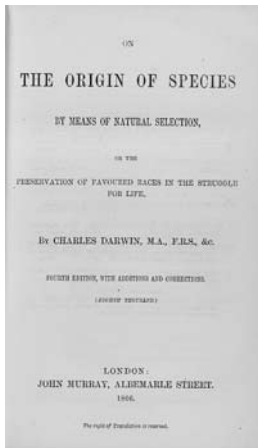 ON
THE ORIGIN OF SPECIES
BY MEANS OF NATURAL SELECTION,
OR THE
PRESERVATION OF FAVOURED RACES IN THE STRUGGLE
FOR LIFE.
BY CHARLES DARWIN, M.A., F.R.S., &c.
FOURTH EDITION, WITH ADDITIONS AND CORRECTIONS.
(EIGHTH THOUSAND.)
LONDON:
JOHN MURRAY, ALBEMARLE STREET.
1866.
The right of Translation is reserved.